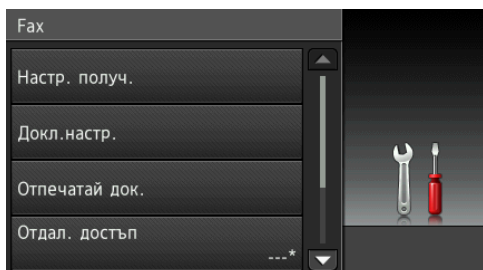 Fax
Настр. получ.
Докл.настр.
Отпечатай док.
Отдал. достъп
---*